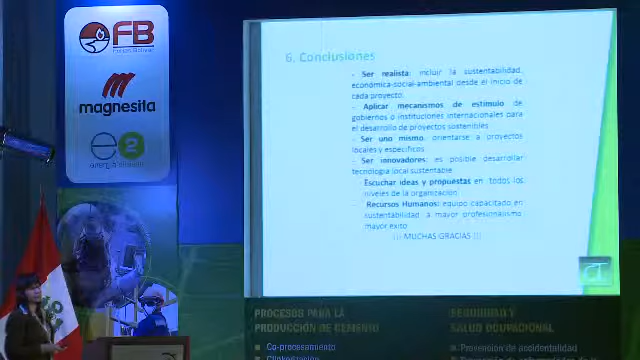 FB
magnesita
e2
6. Conclusiones
- Ser realista: incluir la sustentabilidad,
económica-social-ambiental desde el inicio de
cada proyecto.
- Aplicar mecanismos de estímulo de
gobiernos o instituciones internacionales para
el desarrollo de proyectos sostenibles
- Ser uno mismo: orientarse a proyectos
locales y específicos
- Ser innovadores: es posible desarrollar
tecnología local sustentable
- Escuchar ideas y propuestas en todos los
niveles de la organización
- Recursos Humanos: equipo capacitado en
sustentabilidad a mayor profesionalismo
mayor éxito
¡¡¡ MUCHAS GRACIAS !!!
PROCESOS PARA LA
PRODUCCIÓN DE CEMENTO
Co-procesamiento
SEGURIDAD Y
SALUD OCUPACIONAL
Prevención de accidentalidad